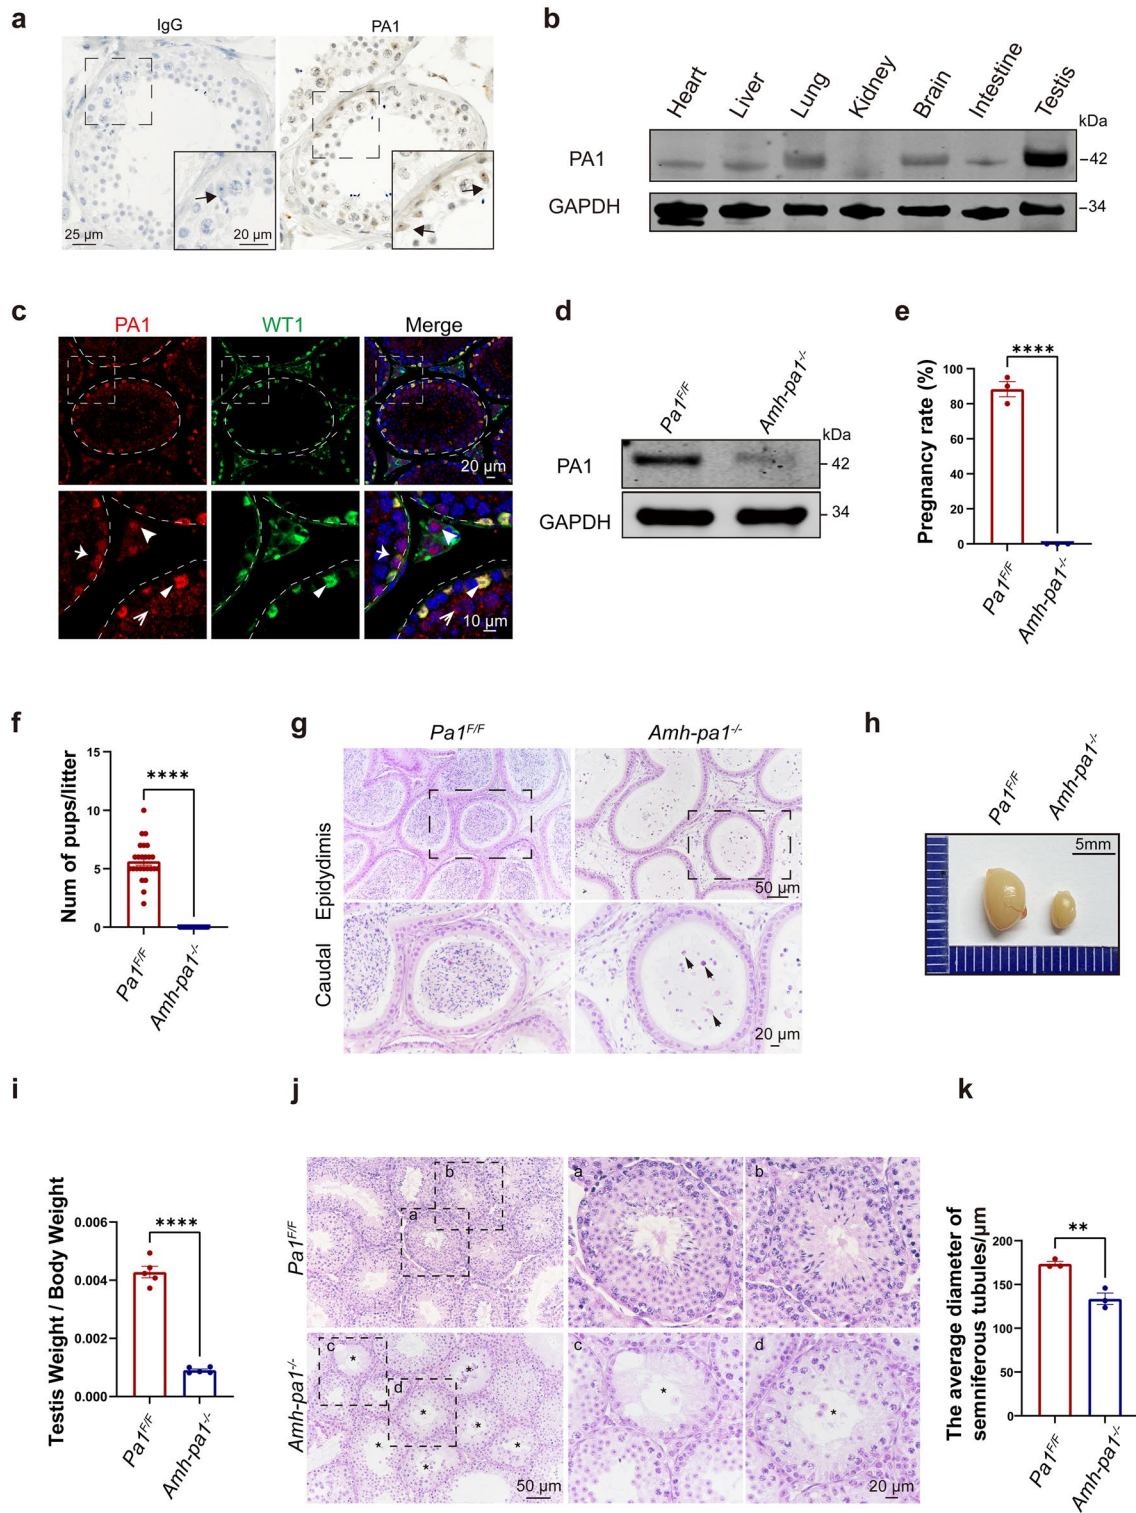 a
IgG
PA1
25 µm
20 µm
b
Heart
Liver
Lung
Kidney
Brain
Intestine
Testis
kDa
PA1
-42
GAPDH
-34
c
PA1
WT1
Merge
20 µm
10 µm
d
Pa1F/F
Amh-pa1-/-
kDa
PA1
- 42
GAPDH
- 34
e
****
Pregnancy rate (%)
100
80
60
40
20
0
Pa1F/F
Amh-pa1-/-
f
****
Num of pups/litter
15
10
5
0
Pa1F/F
Amh-pa1-/-
g
Pa1F/F
Amh-pa1-/-
Caudal Epidydimis
50 µm
20 µm
h
Pa1F/F
Amh-pa1-/-
5mm
i
****
Testis Weight / Body Weight
0.006
0.004
0.002
0.000
Pa1F/F
Amh-pa1-/-
j
Pa1F/F
b
a
a
b
Amh-pa1-/-
c
d
c
d
* * * * * * *
*
*
50 µm
20 µm
k
**
The average diameter of
semniferous tubules/µm
200
150
100
50
0
Pa1F/F
Amh-pa1-/-